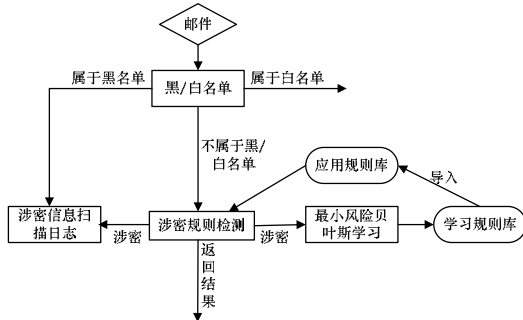 邮件
属于黑名单
黑/白名单
属于白名单
不属于黑/
白名单
应用规则库
导入
涉密信息扫
描日志
涉密
涉密规则检测
涉密
最小风险贝
叶斯学习
学习规则库
返
回
结
果